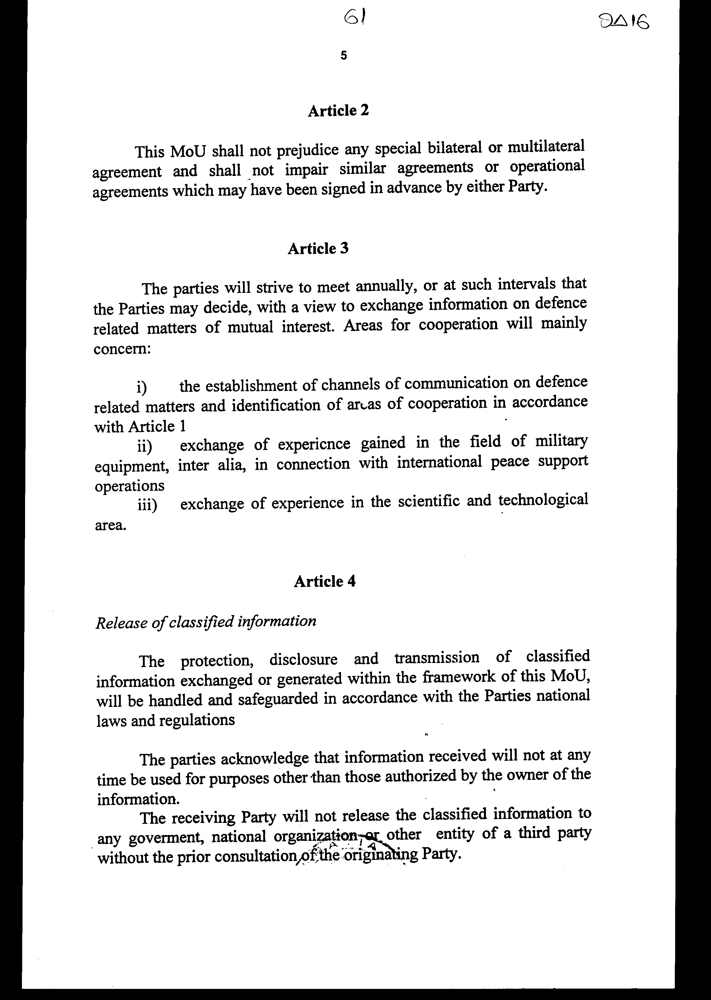 61
5
Article 2
This MoU shall not prejudice any special bilateral or multilateral
agreement and shall not impair similar agreements or operational
agreements which may have been signed in advance by either Party.
Article 3
The parties will strive to meet annually, or at such intervals that
the Parties may decide, with a view to exchange information on defence
related matters of mutual interest. Areas for cooperation will mainly
concern:
i) the establishment of channels of communication on defence
related matters and identification of areas of cooperation in accordance
with Article 1
ii) exchange of experience gained in the field of military
equipment, inter alia, in connection with international peace support
operations
iii) exchange of experience in the scientific and technological
area.
Article 4
Release of classified information
The protection, disclosure and transmission of classified
information exchanged or generated within the framework of this MoU,
will be handled and safeguarded in accordance with the Parties national
laws and regulations
The parties acknowledge that information received will not at any
time be used for purposes other than those authorized by the owner of the
information.
The receiving Party will not release the classified information to
any goverment, national organization, or other entity of a third party
without the prior consultation of the originating Party.